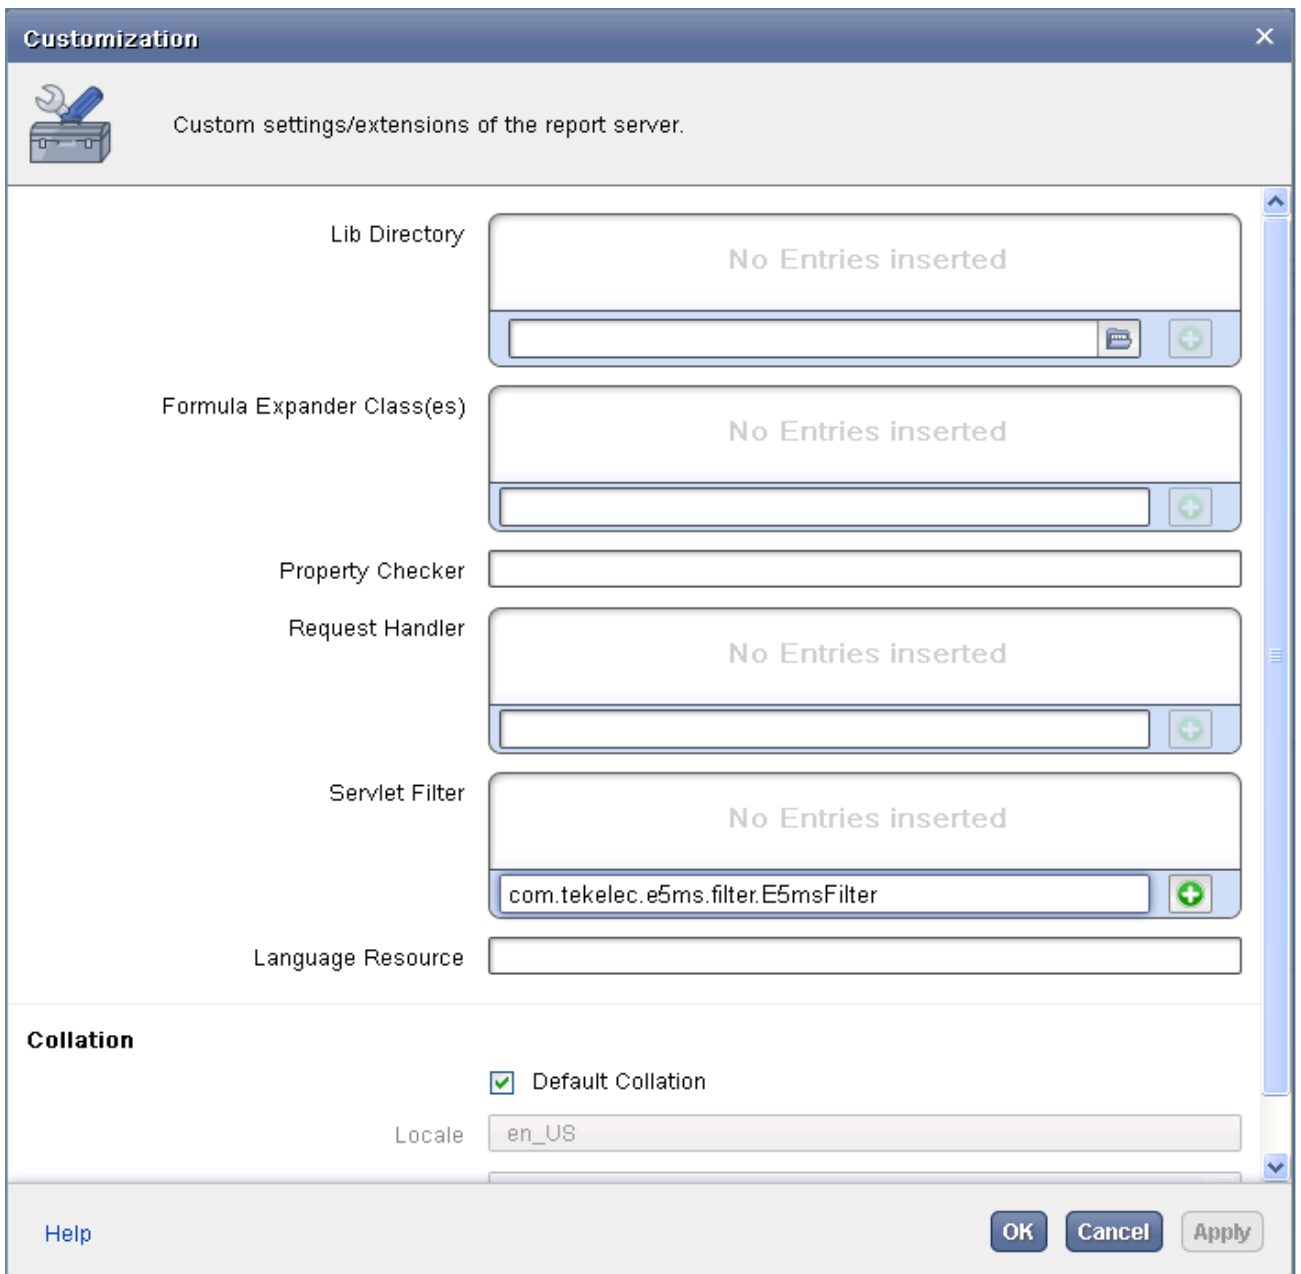 Customization
Custom settings/extensions of the report server.
Lib Directory
No Entries inserted
Formula Expander Class(es)
No Entries inserted
Property Checker
Request Handler
No Entries inserted
Servlet Filter
No Entries inserted
com.tekelec.e5ms.filter.E5msFilter
Language Resource
Collation
Default Collation
Locale
en_US
Help
OK
Cancel
Apply